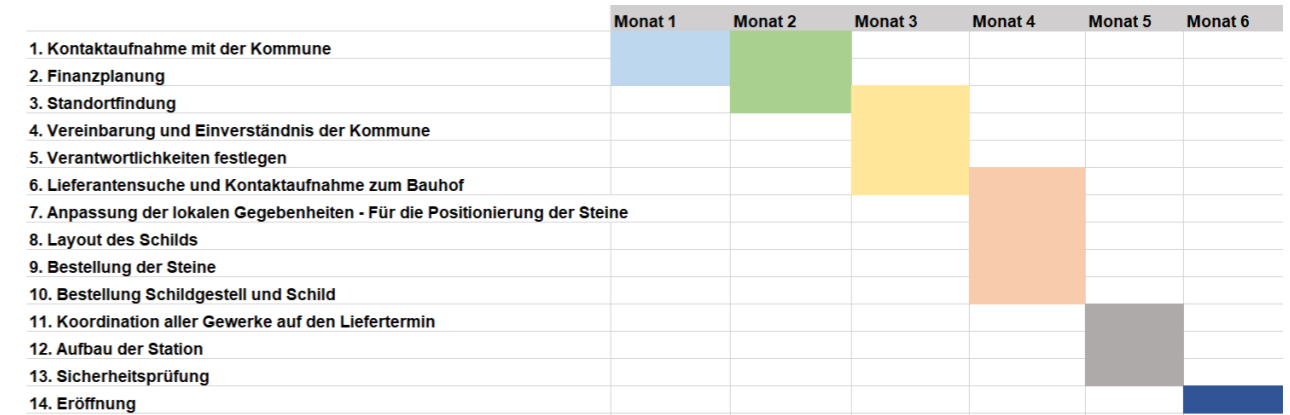 Monat 1 Monat 2 Monat 3 Monat 4 Monat 5 Monat 6
1. Kontaktaufnahme mit der Kommune
2. Finanzplanung
3. Standortfindung
4. Vereinbarung und Einverständnis der Kommune
5. Verantwortlichkeiten festlegen
6. Lieferantensuche und Kontaktaufnahme zum Bauhof
7. Anpassung der lokalen Gegebenheiten - Für die Positionierung der Steine
8. Layout des Schilds
9. Bestellung der Steine
10. Bestellung Schildgestell und Schild
11. Koordination aller Gewerke auf den Liefertermin
12. Aufbau der Station
13. Sicherheitsprüfung
14. Eröffnung